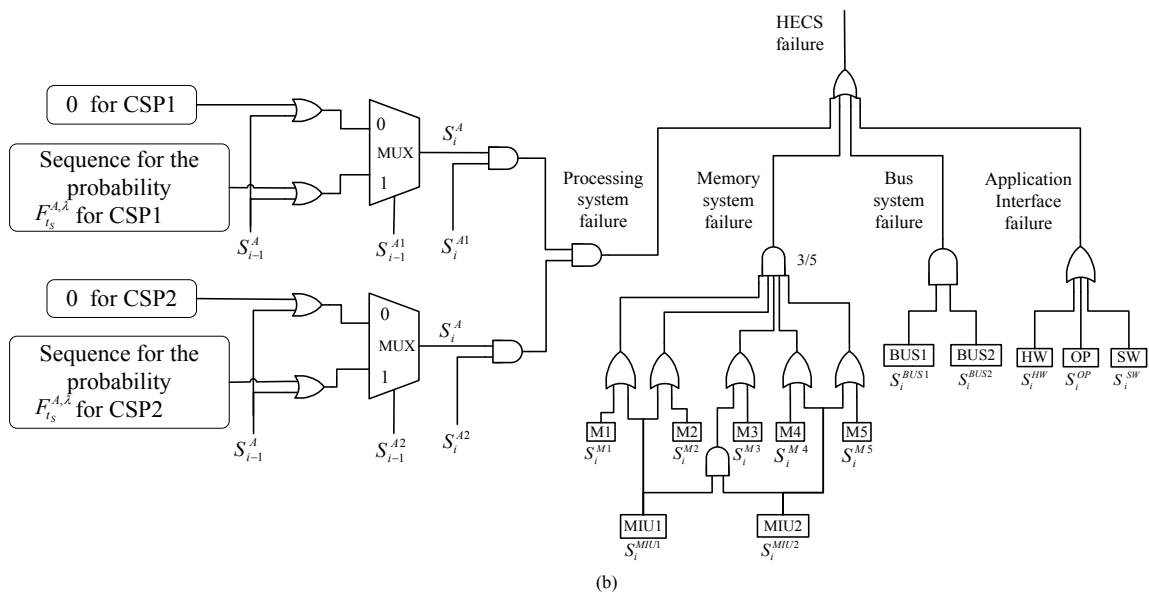 HECS
failure
0 for CSP1
0
MUX
1
Sequence for the
probability
F_{t_S}^{A,λ} for CSP1
S_{i-1}^{A}
S_{i-1}^{A1}
S_i^{A}
S_i^{A1}
0 for CSP2
0
MUX
1
Sequence for the
probability
F_{t_S}^{A,λ} for CSP2
S_{i-1}^{A}
S_{i-1}^{A2}
S_i^{A}
S_i^{A2}
Processing
system
failure
Memory
system
failure
Bus
system
failure
Application
Interface
failure
3/5
BUS1
BUS2
HW
OP
SW
S_i^{BUS1}
S_i^{BUS2}
S_i^{HW}
S_i^{OP}
S_i^{SW}
M1
M2
M3
M4
M5
S_i^{M1}
S_i^{M2}
S_i^{M3}
S_i^{M4}
S_i^{M5}
MIU1
MIU2
S_i^{MIU1}
S_i^{MIU2}
(b)